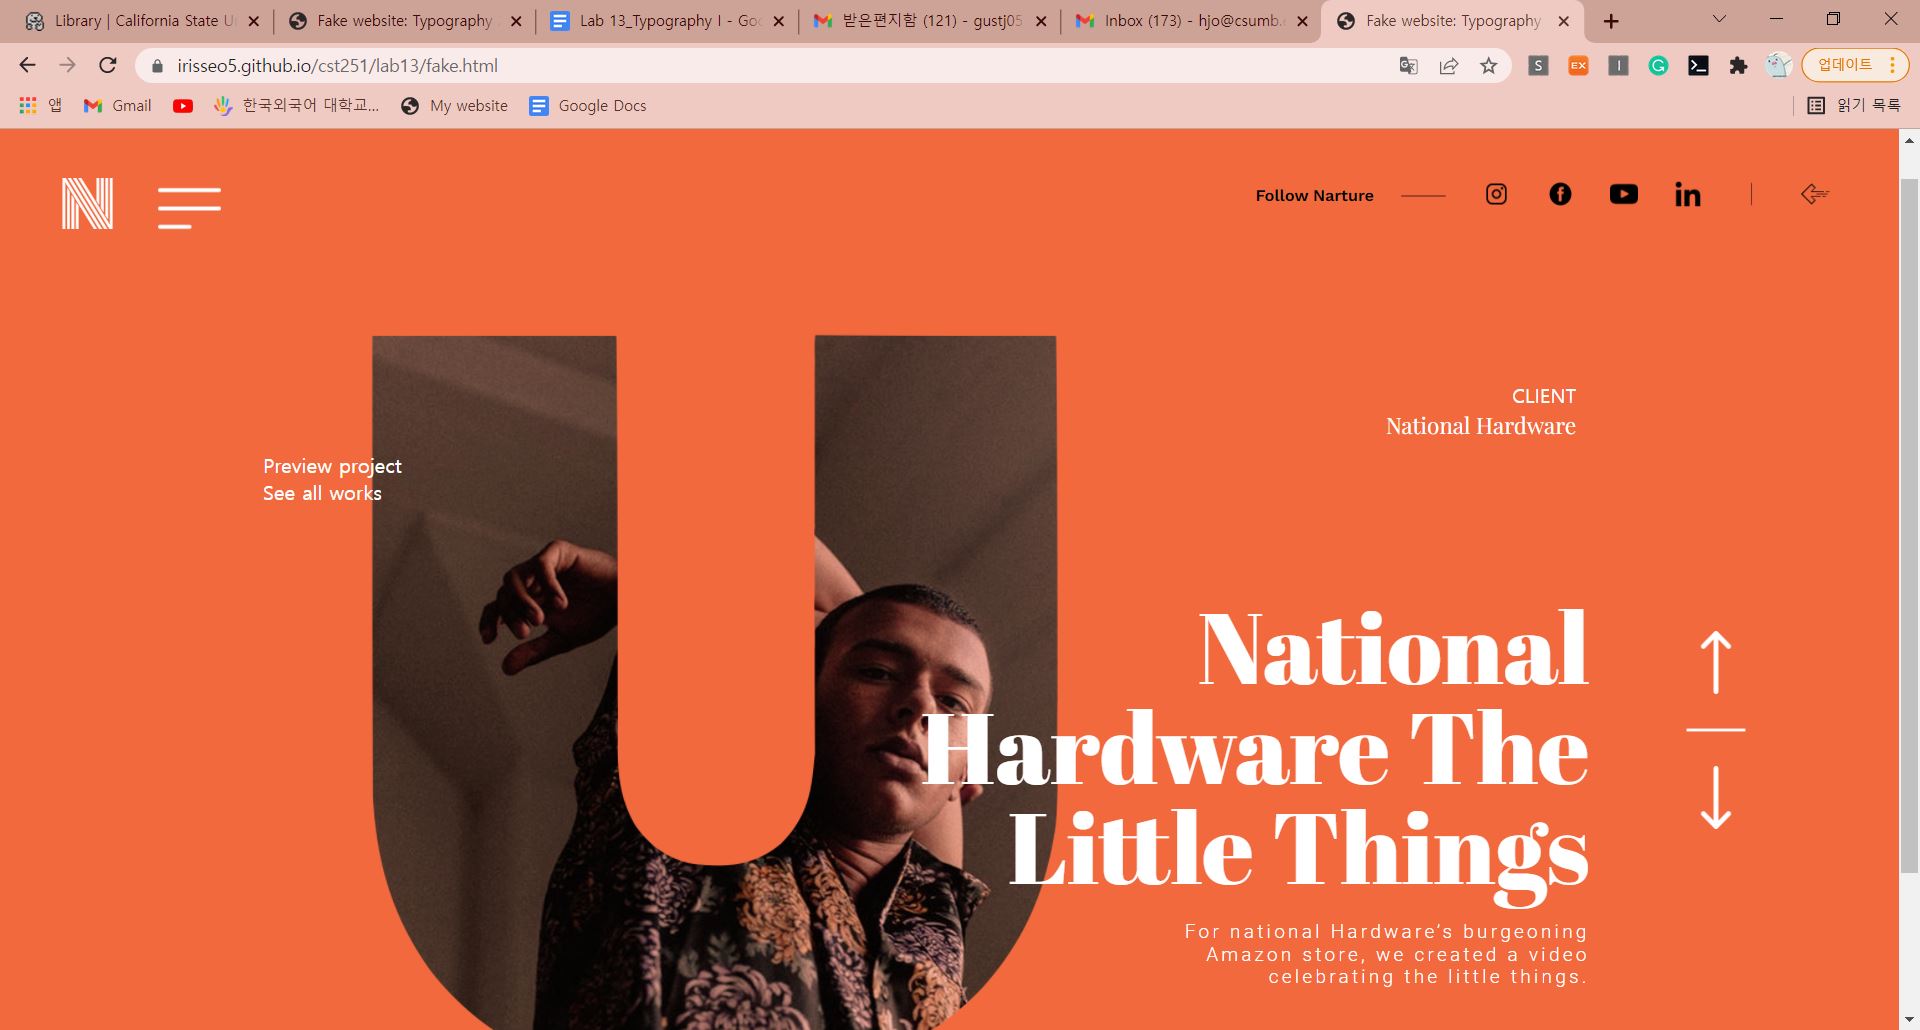 Library | California State U
Fake website: Typography
Lab 13_Typography I - Goo
받은편지함 (121) - gustj05
Inbox (173) - hjo@csumb.e
Fake website: Typography
irisseo5.github.io/cst251/lab13/fake.html
S
EX
I
업데이트
앱
Gmail
한국외국어 대학교...
My website
Google Docs
읽기 목록
N
Follow Narture
in
CLIENT
National Hardware
Preview project
See all works
National
Hardware The
Little Things
For national Hardware's burgeoning
Amazon store, we created a video
celebrating the little things.